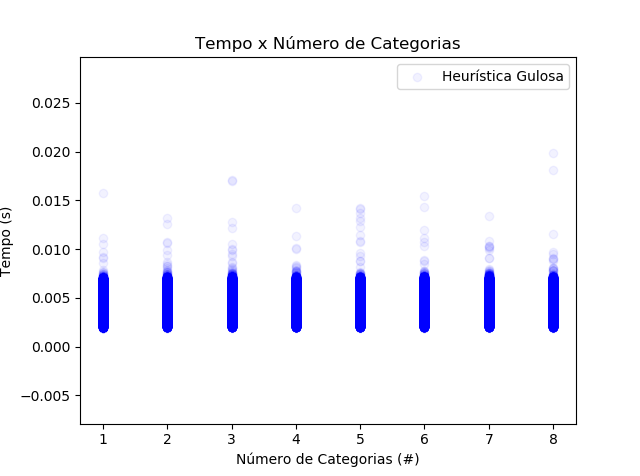 Tempo x Número de Categorias
Heurística Gulosa
Tempo (s)
0.025
0.020
0.015
0.010
0.005
0.000
−0.005
1 2 3 4 5 6 7 8
Número de Categorias (#)